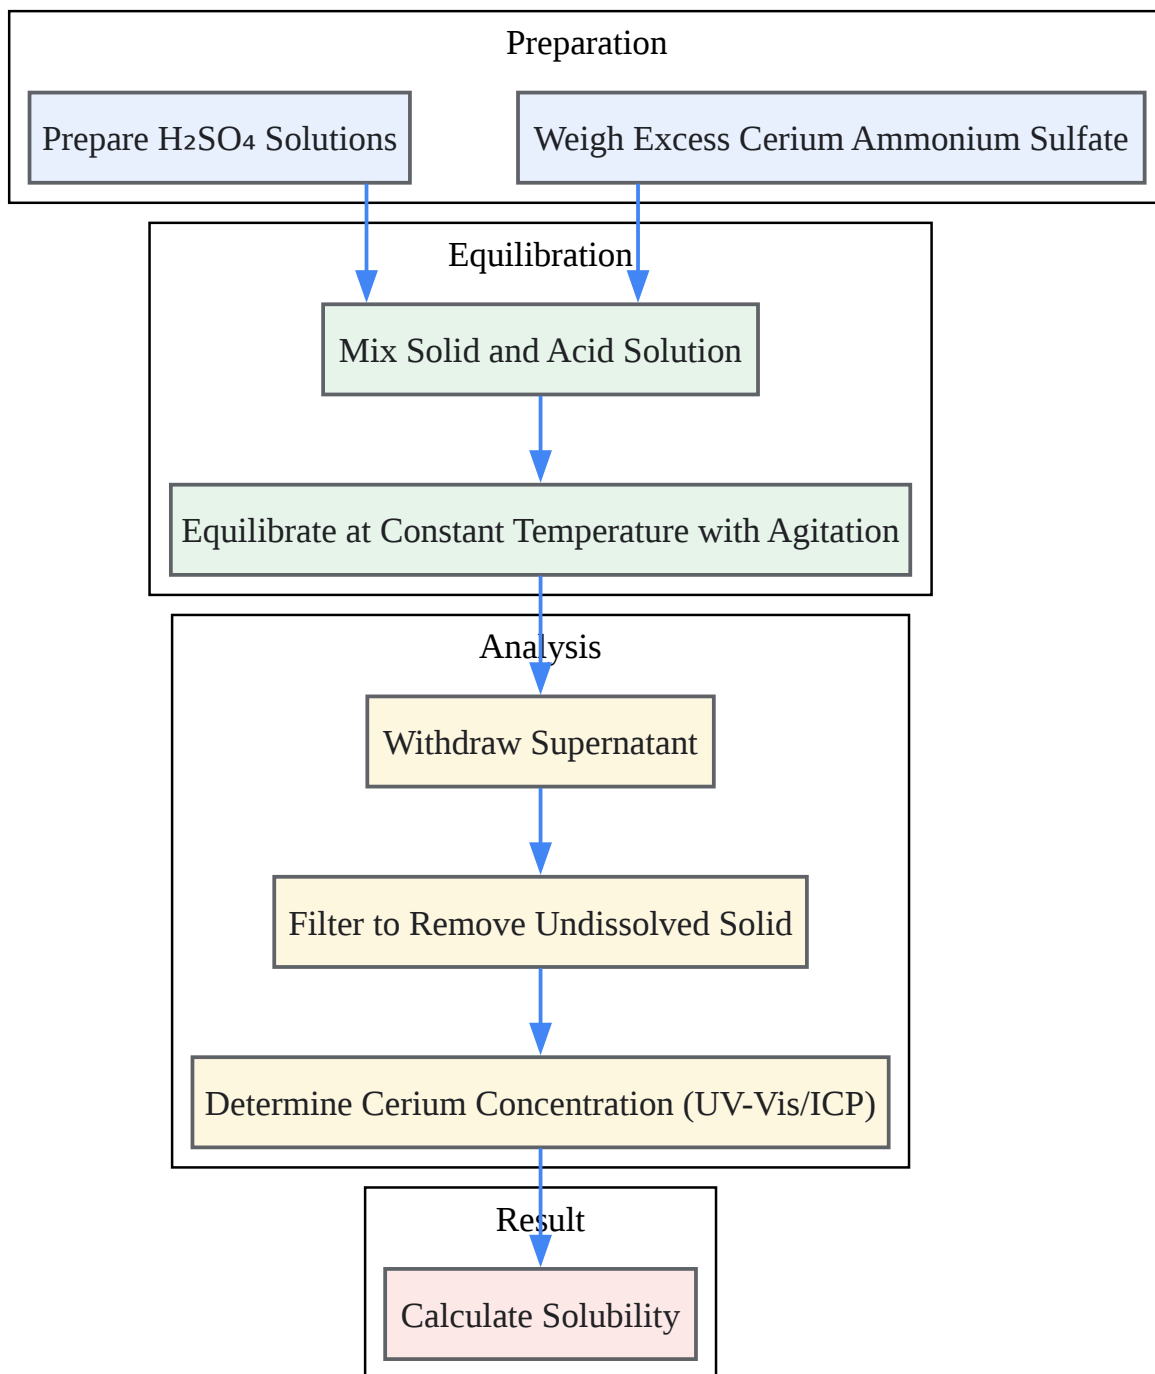 Preparation
Prepare H₂SO₄ Solutions
Weigh Excess Cerium Ammonium Sulfate
Equilibration
Mix Solid and Acid Solution
Equilibrate at Constant Temperature with Agitation
Analysis
Withdraw Supernatant
Filter to Remove Undissolved Solid
Determine Cerium Concentration (UV-Vis/ICP)
Result
Calculate Solubility